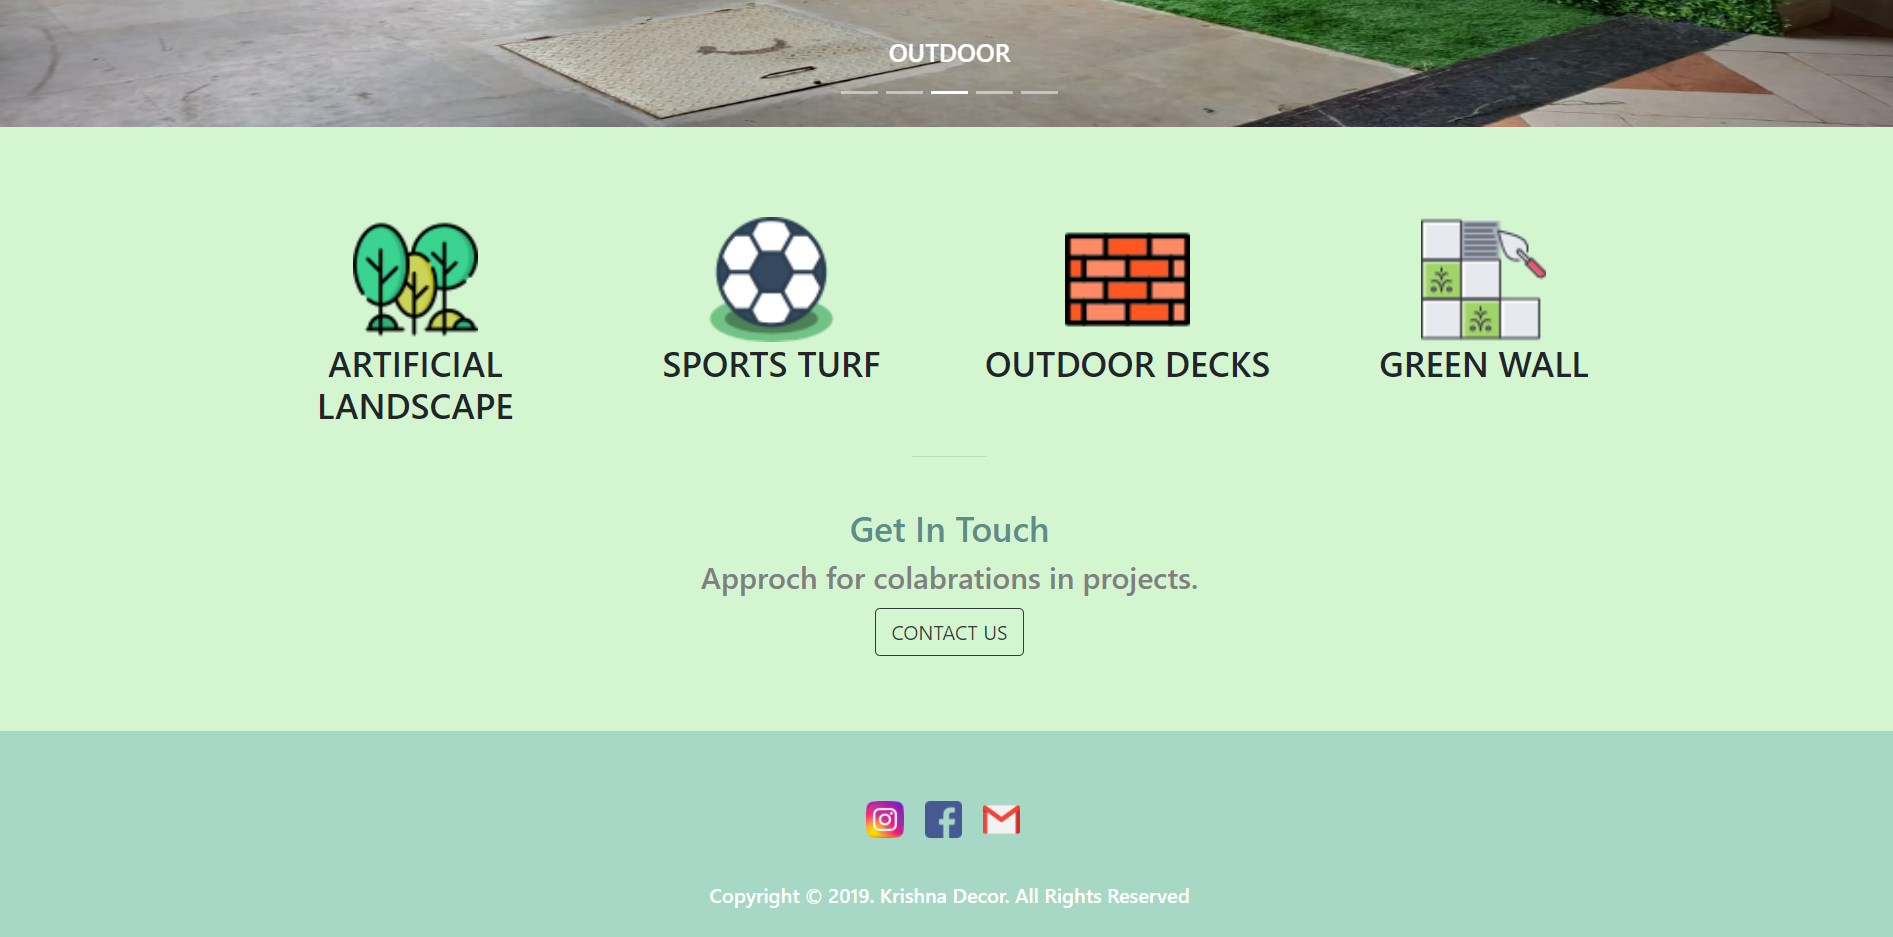 OUTDOOR
ARTIFICIAL
LANDSCAPE
SPORTS TURF
OUTDOOR DECKS
GREEN WALL
Get In Touch
Approch for colabrations in projects.
CONTACT US
Copyright © 2019. Krishna Decor. All Rights Reserved